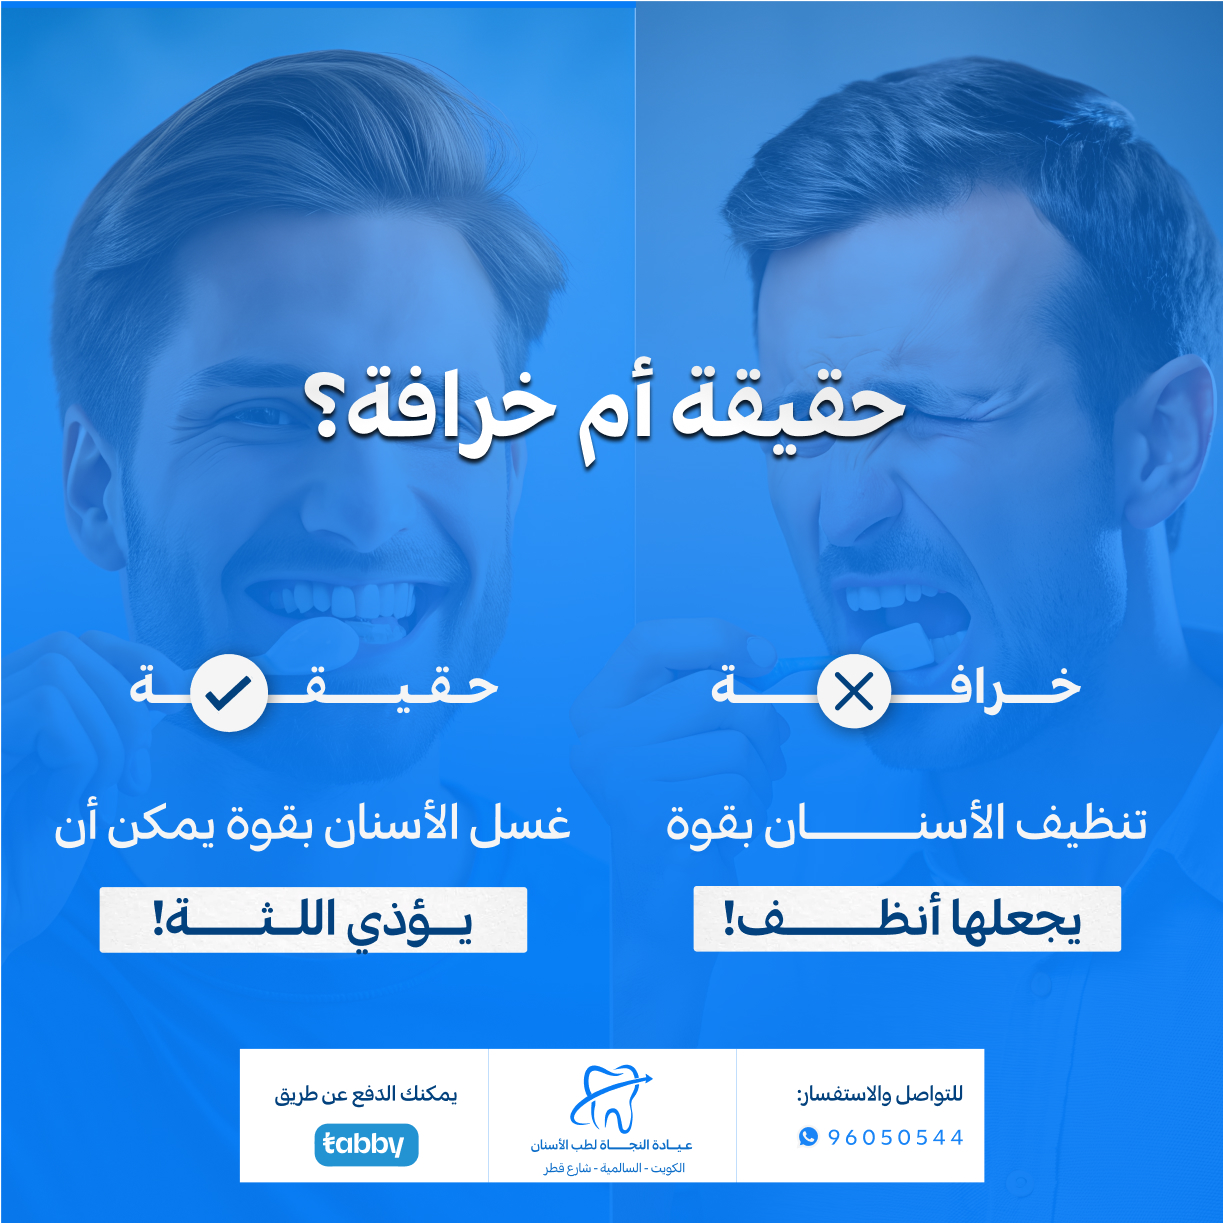 حقيقة أم خرافة؟
خرافة
تنظيف الأسنان بقوة
يجعلها أنظف!
حقيقة
غسل الأسنان بقوة يمكن أن
يؤذي اللثة!
للتواصل والاستفسار:
96050544
عيادة النجاة لطب الأسنان
الكويت - السالمية - شارع قطر
يمكنك الدفع عن طريق
tabby